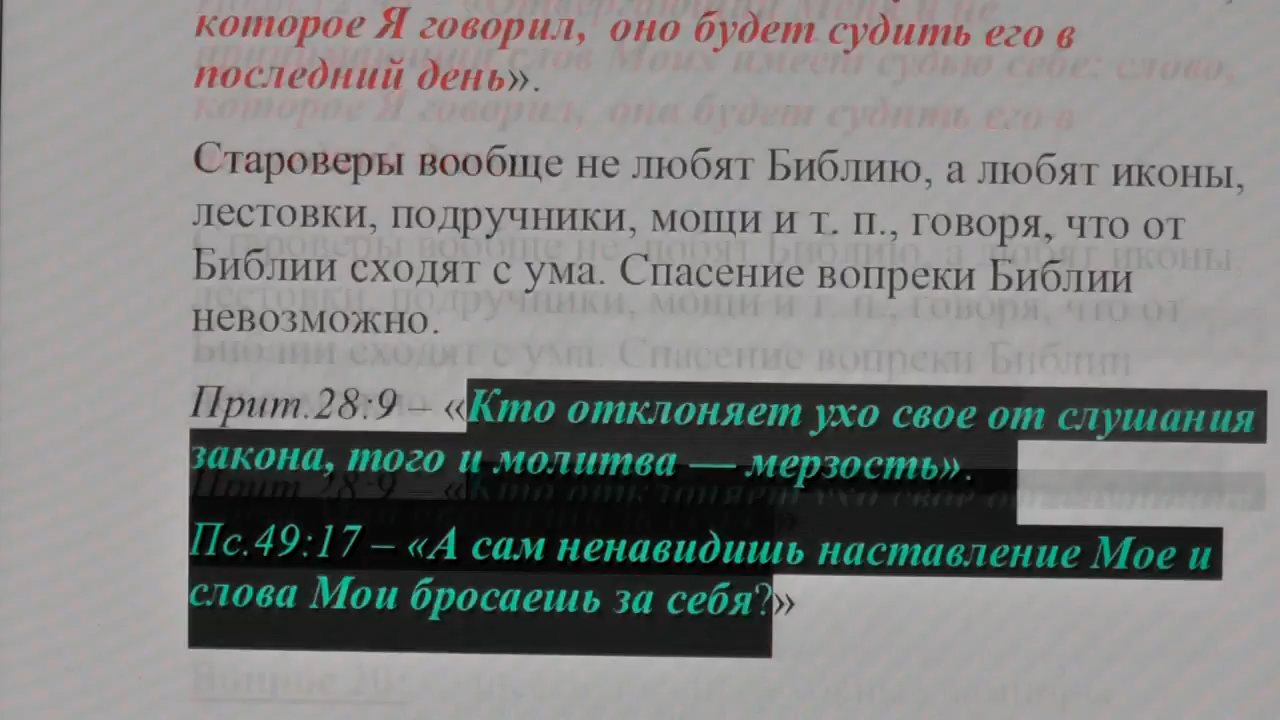 которое Я говорил, оно будет судить его в
последний день».
Староверы вообще не любят Библию, а любят иконы,
лестовки, подручники, мощи и т. п., говоря, что от
Библии сходят с ума. Спасение вопреки Библии
невозможно.
Прит.28:9 – «Кто отклоняет ухо свое от слушания
закона, того и молитва — мерзость».
Пс.49:17 – «А сам ненавидишь наставление Мое и
слова Мои бросаешь за себя?»